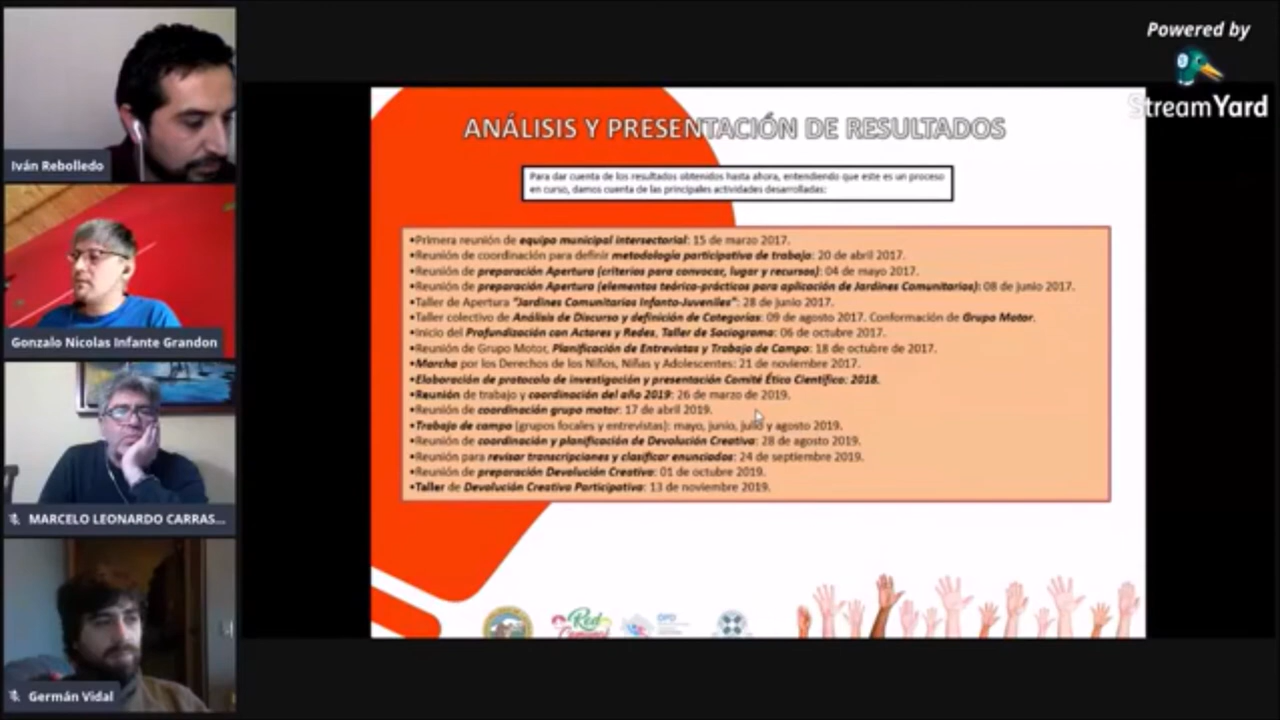 Powered by
StreamYard
Iván Rebolledo
Gonzalo Nicolas Infante Grandon
MARCELO LEONARDO CARRAS...
Germán Vidal
ANÁLISIS Y PRESENTACIÓN DE RESULTADOS
Para dar cuenta de los resultados obtenidos hasta ahora, entendiendo que este es un proceso
en curso, damos cuenta de las principales actividades desarrolladas:
•Primera reunión de equipo municipal intersectorial: 15 de marzo 2017.
•Reunión de coordinación para definir metodología participativa de trabajo: 20 de abril 2017.
•Reunión de preparación Apertura (criterios para convocar, lugar y recursos): 04 de mayo 2017.
•Reunión de preparación Apertura (elementos teórico-prácticos para aplicación de Jardines Comunitarios): 08 de junio 2017.
•Taller de Apertura "Jardines Comunitarios Infanto-Juveniles": 28 de junio 2017.
•Taller colectivo de Análisis de Discurso y definición de Categorías: 09 de agosto 2017. Conformación de Grupo Motor.
•Inicio del Profundización con Actores y Redes, Taller de Sociograma: 06 de octubre 2017.
•Reunión de Grupo Motor, Planificación de Entrevistas y Trabajo de Campo: 18 de octubre de 2017.
•Marcha por los Derechos de los Niños, Niñas y Adolescentes: 21 de noviembre 2017.
•Elaboración de protocolo de investigación y presentación Comité Ético Científico: 2018.
•Reunión de trabajo y coordinación del año 2019: 26 de marzo de 2019.
•Reunión de coordinación grupo motor: 17 de abril 2019.
•Trabajo de campo (grupos focales y entrevistas): mayo, junio, julio y agosto 2019.
•Reunión de coordinación y planificación de Devolución Creativa: 28 de agosto 2019.
•Reunión para revisar transcripciones y clasificar enunciados: 24 de septiembre 2019.
•Reunión de preparación Devolución Creativa: 01 de octubre 2019.
•Taller de Devolución Creativa Participativa: 13 de noviembre 2019.
Red